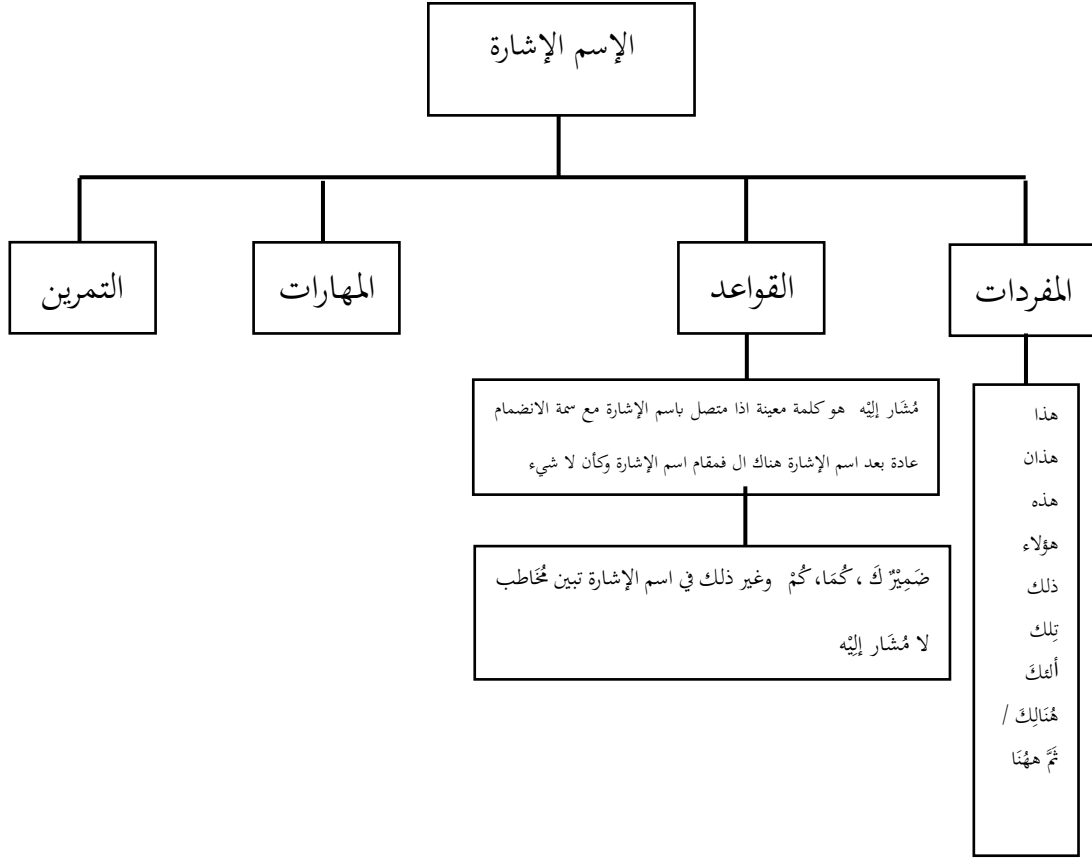 الإسم الإشارة
المفردات
القواعد
المهارات
التمرين
هذا
هذان
هذه
هؤلاء
ذلك
تِلك
ألئكَ
هُنَالِكَ /
ثَمَّ ههُنَا
مُشَار إلَيْه هو كلمة معينة اذا متصل باسم الإشارة مع سمة الانضمام
عادة بعد اسم الإشارة هناك ال فمقام اسم الإشارة وكأن لا شيء
ضَمِيْرٌ كَ ، كُمَا، كُمْ وغير ذلك في اسم الإشارة تبين مُخَاطب
لا مُشَار إلَيْه